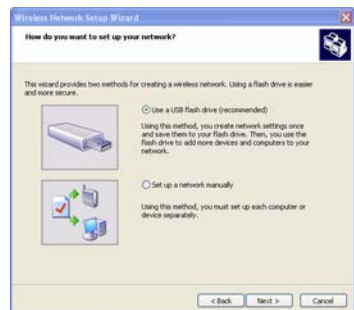 Wireless Network Setup Wizard
How do you want to set up your network?
This wizard provides two methods for creating a wireless network. Using a flash drive is easier
and more secure.
Use a USB flash drive (recommended)
Using this method, you create network settings once
and save them to your flash drive. Then, you use the
flash drive to add more devices and computers to your
network.
Set up a network manually
Using this method, you must set up each computer or
device separately.
< Back
Next >
Cancel